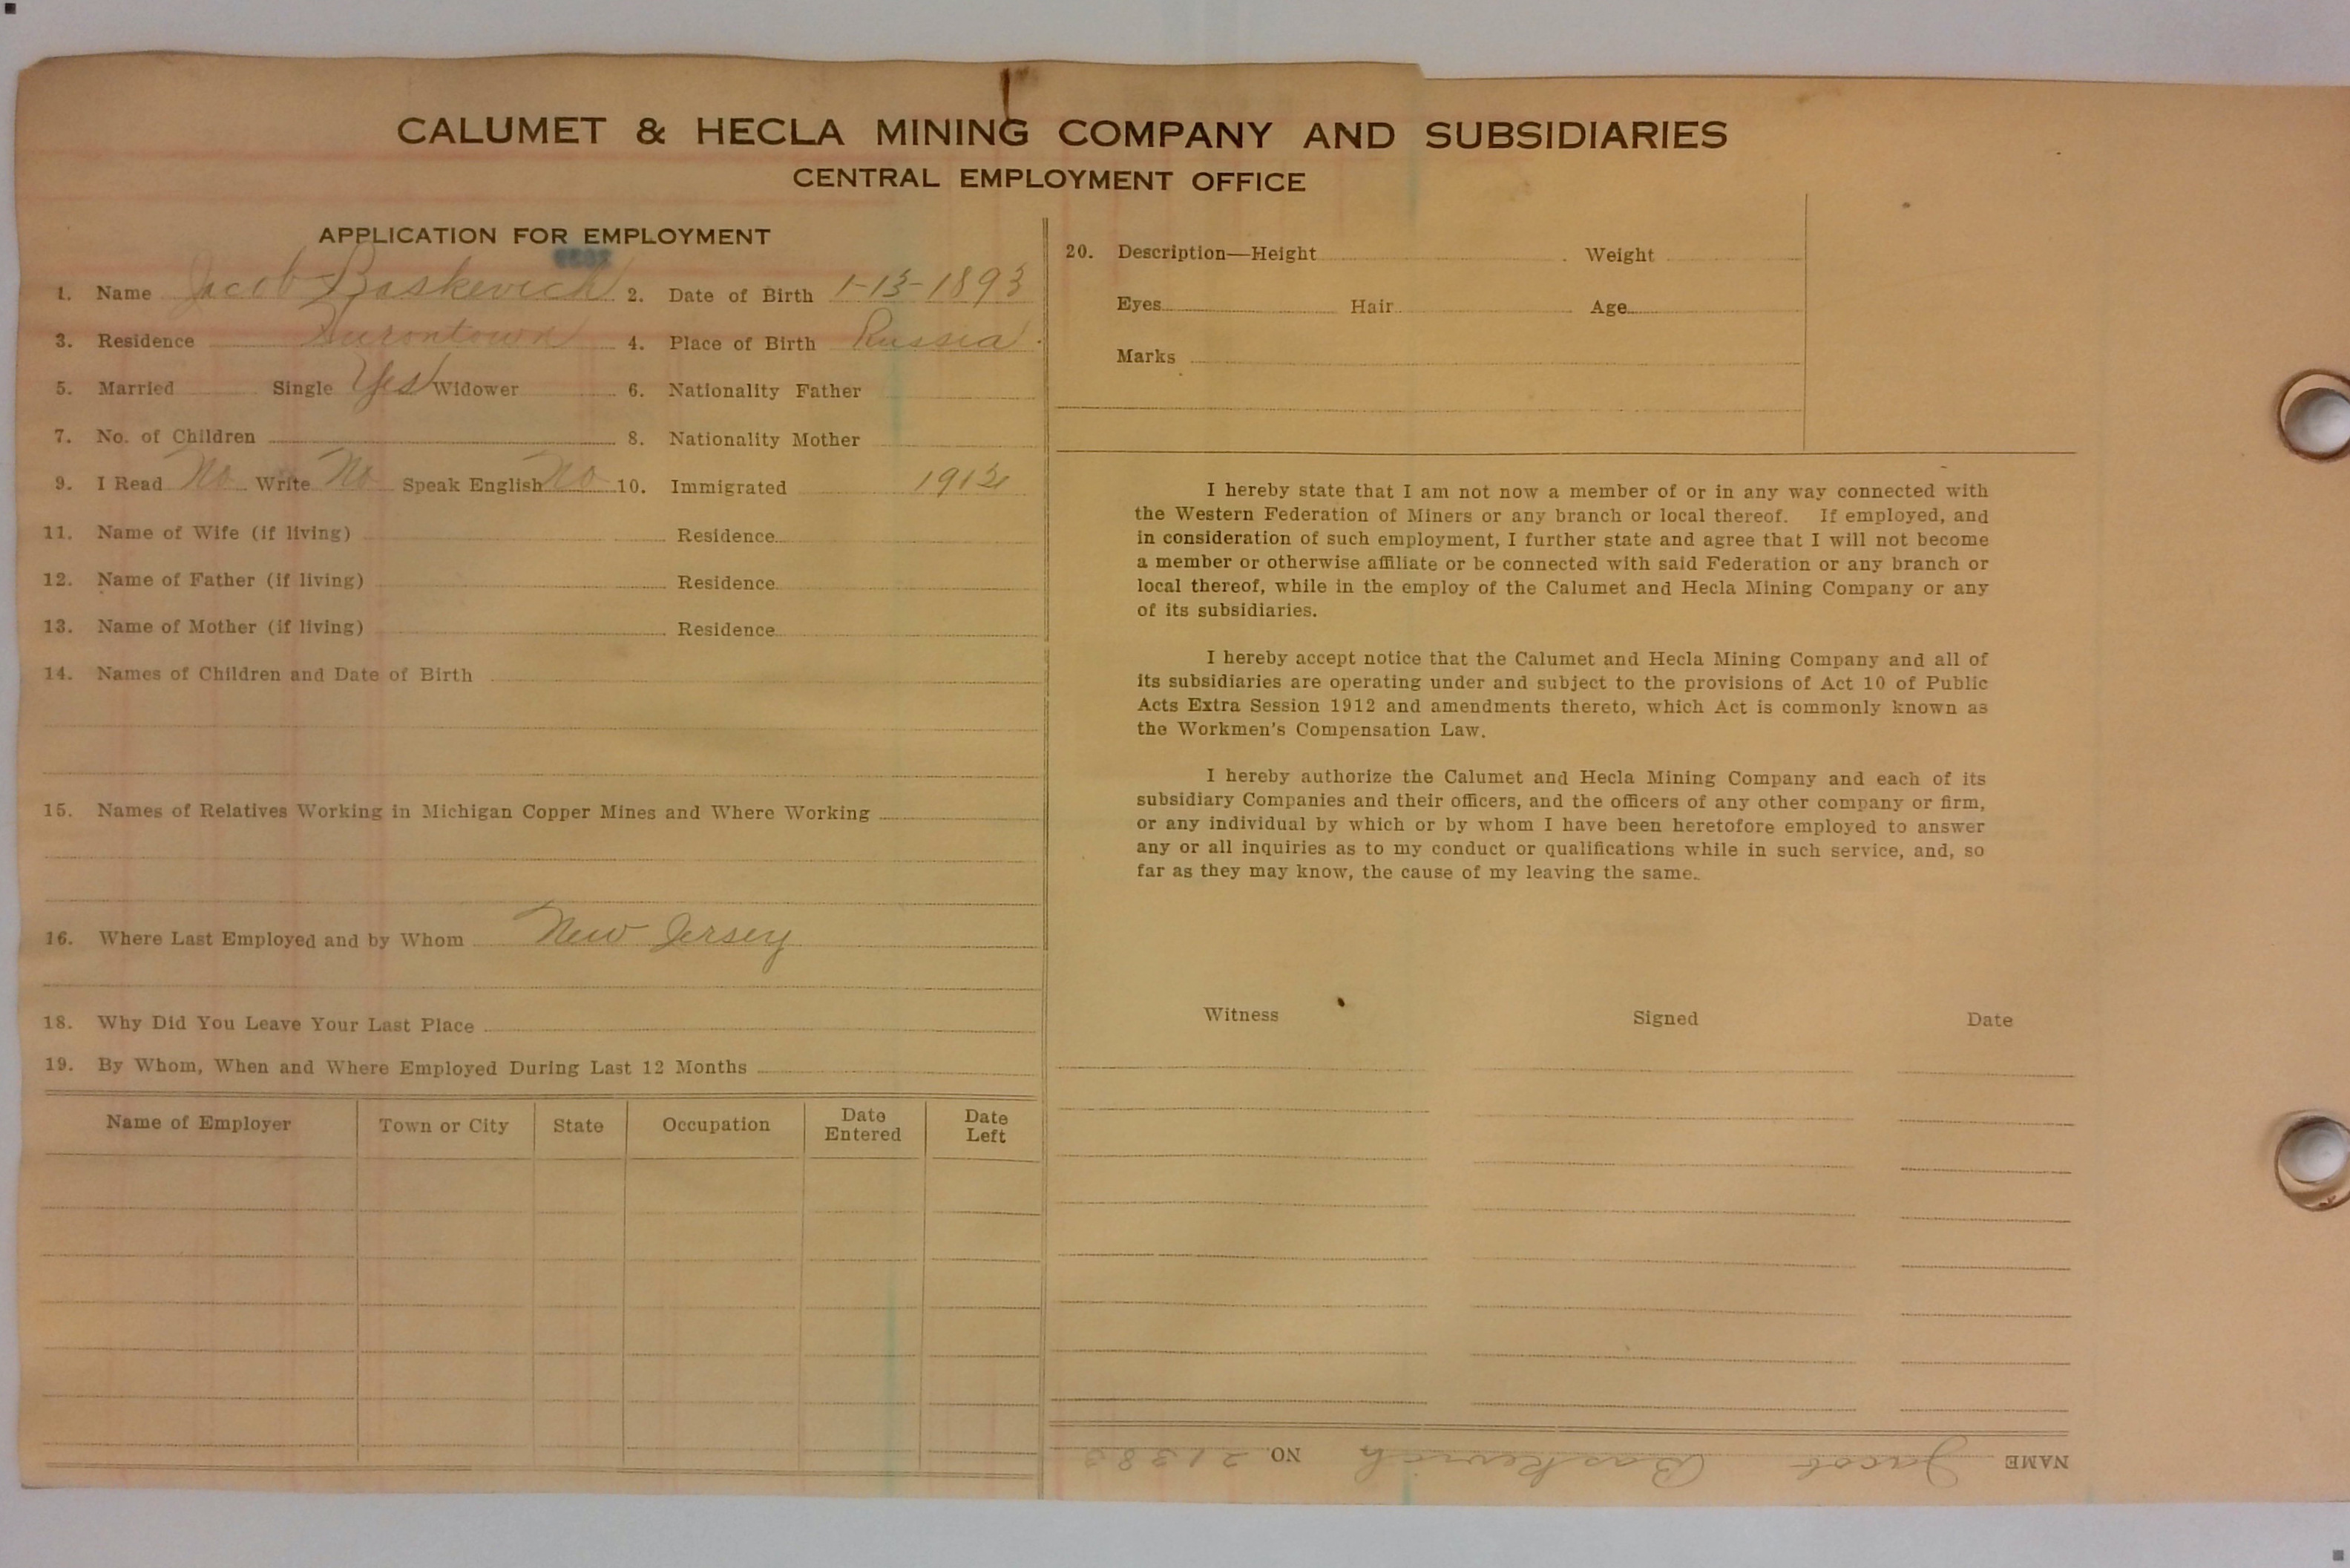 CALUMET & HECLA MINING COMPANY AND SUBSIDIARIES
CENTRAL EMPLOYMENT OFFICE
APPLICATION FOR EMPLOYMENT
1. Name Jacob Baskevich 2. Date of Birth 1-13-1893
3. Residence Hurontown 4. Place of Birth Russia
5. Married Single Yes Widower 6. Nationality Father
7. No. of Children 8. Nationality Mother
9. I Read No Write No Speak English No 10. Immigrated
11. Name of Wife (if living) Residence
12. Name of Father (if living) Residence
13. Name of Mother (if living) Residence
14. Names of Children and Date of Birth
15. Names of Relatives Working in Michigan Copper Mines and Where Working
16. Where Last Employed and by Whom New Jersey
18. Why Did You Leave Your Last Place
19. By Whom, When and Where Employed During Last 12 Months
Name of Employer Town or City State Occupation Date Entered Date Left
20. Description—Height Weight
Eyes Hair Age
Marks
I hereby state that I am not now a member of or in any way connected with
the Western Federation of Miners or any branch or local thereof. If employed, and
in consideration of such employment, I further state and agree that I will not become
a member or otherwise affiliate or be connected with said Federation or any branch or
local thereof, while in the employ of the Calumet and Hecla Mining Company or any
of its subsidiaries.
I hereby accept notice that the Calumet and Hecla Mining Company and all of
its subsidiaries are operating under and subject to the provisions of Act 10 of Public
Acts Extra Session 1912 and amendments thereto, which Act is commonly known as
the Workmen's Compensation Law.
I hereby authorize the Calumet and Hecla Mining Company and each of its
subsidiary Companies and their officers, and the officers of any other company or firm,
or any individual by which or by whom I have been heretofore employed to answer
any or all inquiries as to my conduct or qualifications while in such service, and, so
far as they may know, the cause of my leaving the same.
Witness Signed Date
NAME Jacob Baskevich NO.